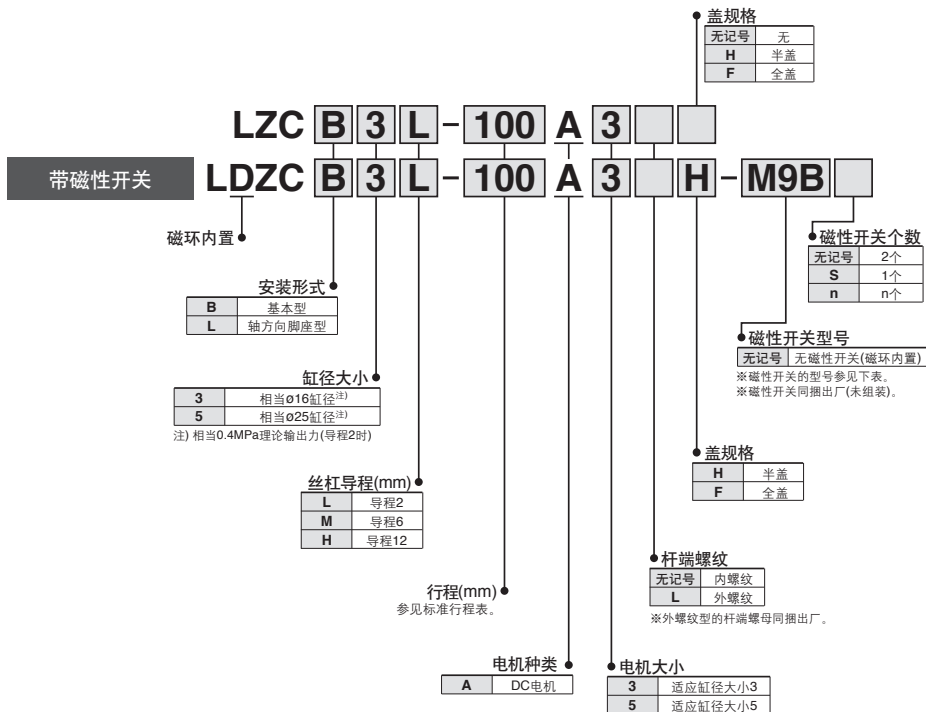 盖规格
无记号 无
H 半盖
F 全盖
LZC B 3 L - 100 A 3
带磁性开关 LDZC B 3 L - 100 A 3 H - M9B
磁环内置
磁性开关个数
无记号 2个
S 1个
n n个
安装形式
B 基本型
L 轴方向脚座型
磁性开关型号
无记号 无磁性开关(磁环内置)
※磁性开关的型号参见下表。
※磁性开关同捆出厂(未组装)。
缸径大小
3 相当ø16缸径注)
5 相当ø25缸径注)
注) 相当0.4MPa理论输出力(导程2时)
盖规格
H 半盖
F 全盖
丝杠导程(mm)
L 导程2
M 导程6
H 导程12
杆端螺纹
无记号 内螺纹
L 外螺纹
※外螺纹型的杆端螺母同捆出厂。
行程(mm)
参见标准行程表。
电机种类
A DC电机
电机大小
3 适应缸径大小3
5 适应缸径大小5